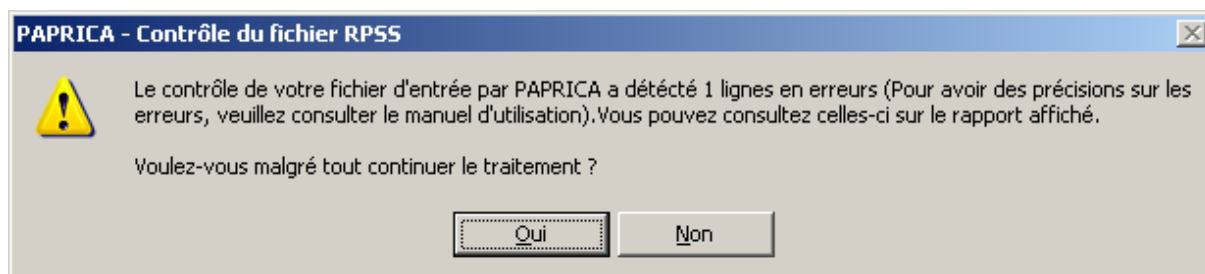 PAPRICA - Contrôle du fichier RPSS
Le contrôle de votre fichier d'entrée par PAPRICA a détécté 1 lignes en erreurs (Pour avoir des précisions sur les
erreurs, veuillez consulter le manuel d'utilisation).Vous pouvez consultez celles-ci sur le rapport affiché.
Voulez-vous malgré tout continuer le traitement ?
Oui
Non